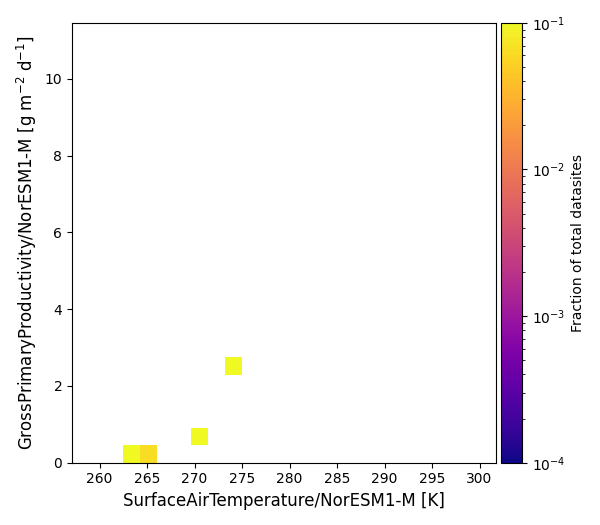 GrossPrimaryProductivity/NorESM1-M [g m⁻² d⁻¹]
10
8
6
4
2
0
260 265 270 275 280 285 290 295 300
SurfaceAirTemperature/NorESM1-M [K]
10⁻¹
10⁻²
10⁻³
10⁻⁴
Fraction of total datasites